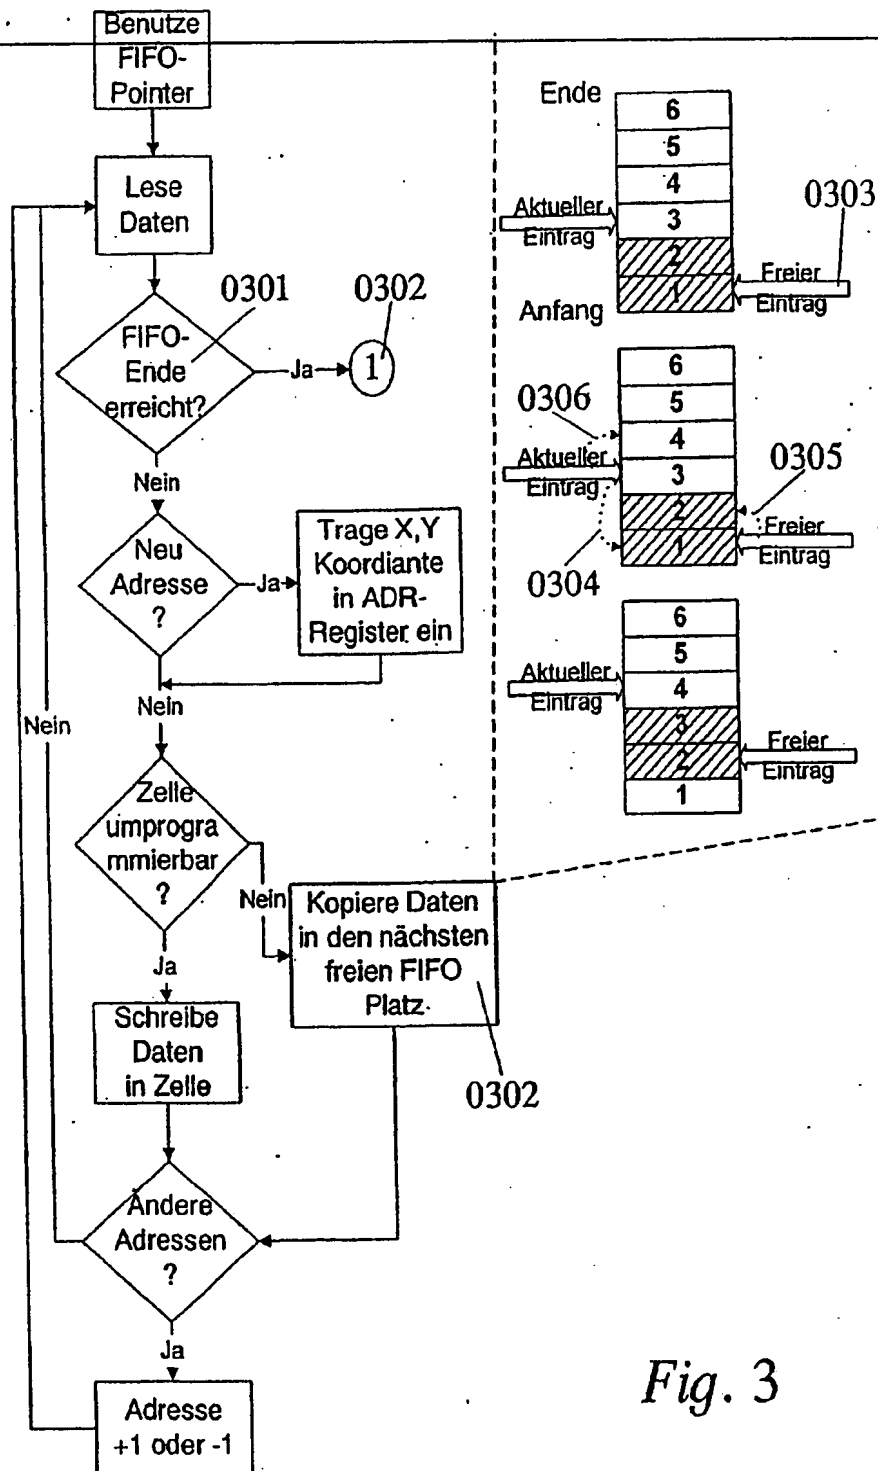 Benutze
FIFO-
Pointer
Lese
Daten
0301
0302
FIFO-
Ende
erreicht?
Ja
1
Nein
Neu
Adresse
?
Ja
Trage X,Y
Koordiante
in ADR-
Register ein
Nein
Nein
Zelle
umprogra
mmierbar
?
Nein
Kopiere Daten
in den nächsten
freien FIFO
Platz
0302
Ja
Schreibe
Daten
in Zelle
Andere
Adressen
?
Ja
Adresse
+1 oder -1
Ende
6
5
4
3
2
1
Aktueller
Eintrag
0303
Freier
Eintrag
Anfang
6
5
4
3
2
1
0306
Aktueller
Eintrag
0305
Freier
Eintrag
0304
6
5
4
3
2
1
Aktueller
Eintrag
Freier
Eintrag
Fig. 3